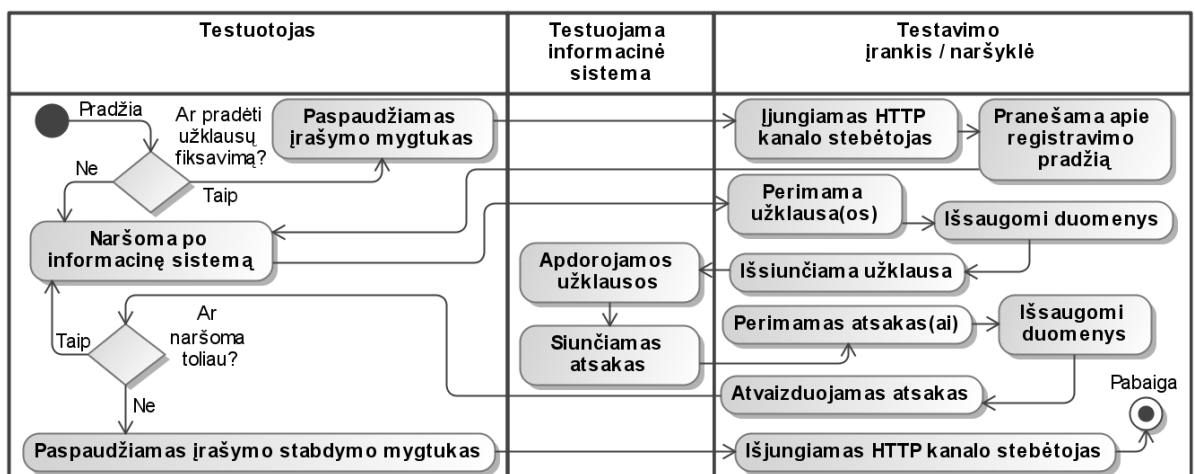 Testuotojas
Testuojama
informacinė
sistema
Testavimo
įrankis / naršyklė
Pradžia
Ar pradėti
užklausų
fiksavimą?
Ne
Taip
Paspaudžiamas
įrašymo mygtukas
Įjungiamas HTTP
kanalo stebėtojas
Pranešama apie
registravimo
pradžią
Naršoma po
informacinę sistemą
Perimama
užklausa(os)
Išsaugomi duomenys
Išsiunčiama užklausa
Apdorojamos
užklausos
Siunčiamas
atsakas
Perimamas atsakas(ai)
Išsaugomi
duomenys
Atvaizduojamas atsakas
Ar
naršoma
toliau?
Taip
Ne
Paspaudžiamas įrašymo stabdymo mygtukas
Išjungiamas HTTP kanalo stebėtojas
Pabaiga